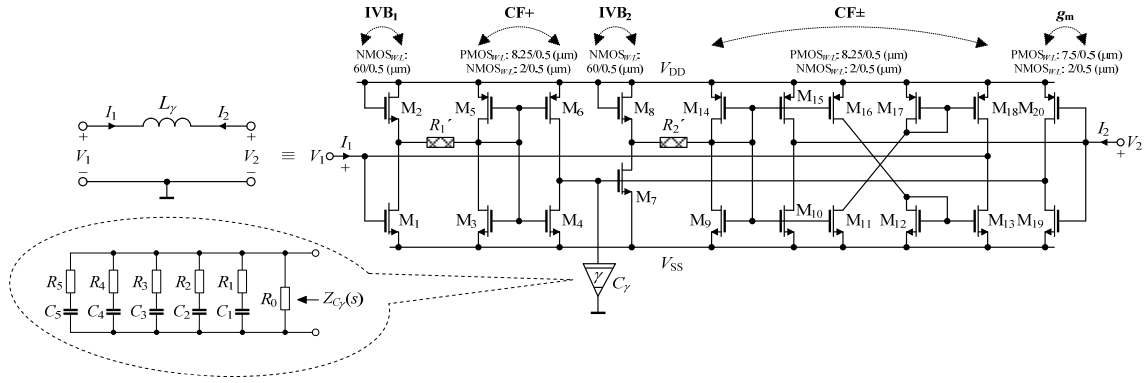 IVB1 CF+ IVB2 CF± gm
NMOSW/L: 60/0.5 (μm)
PMOSW/L: 8.25/0.5 (μm)
NMOSW/L: 2/0.5 (μm)
NMOSW/L: 60/0.5 (μm)
PMOSW/L: 8.25/0.5 (μm)
NMOSW/L: 2/0.5 (μm)
PMOSW/L: 7.5/0.5 (μm)
NMOSW/L: 2/0.5 (μm)
VDD
M2 M5 M6 M8 M14 M15 M16 M17 M18 M20
I1 Lγ I2
R1´ R2´
+ V1 − + V2 −
≡
V1 I1 + I2 V2 +
M7
M1 M3 M4 M9 M10 M11 M12 M13 M19
VSS
γ Cγ
R5 R4 R3 R2 R1 R0 ZCγ(s)
C5 C4 C3 C2 C1